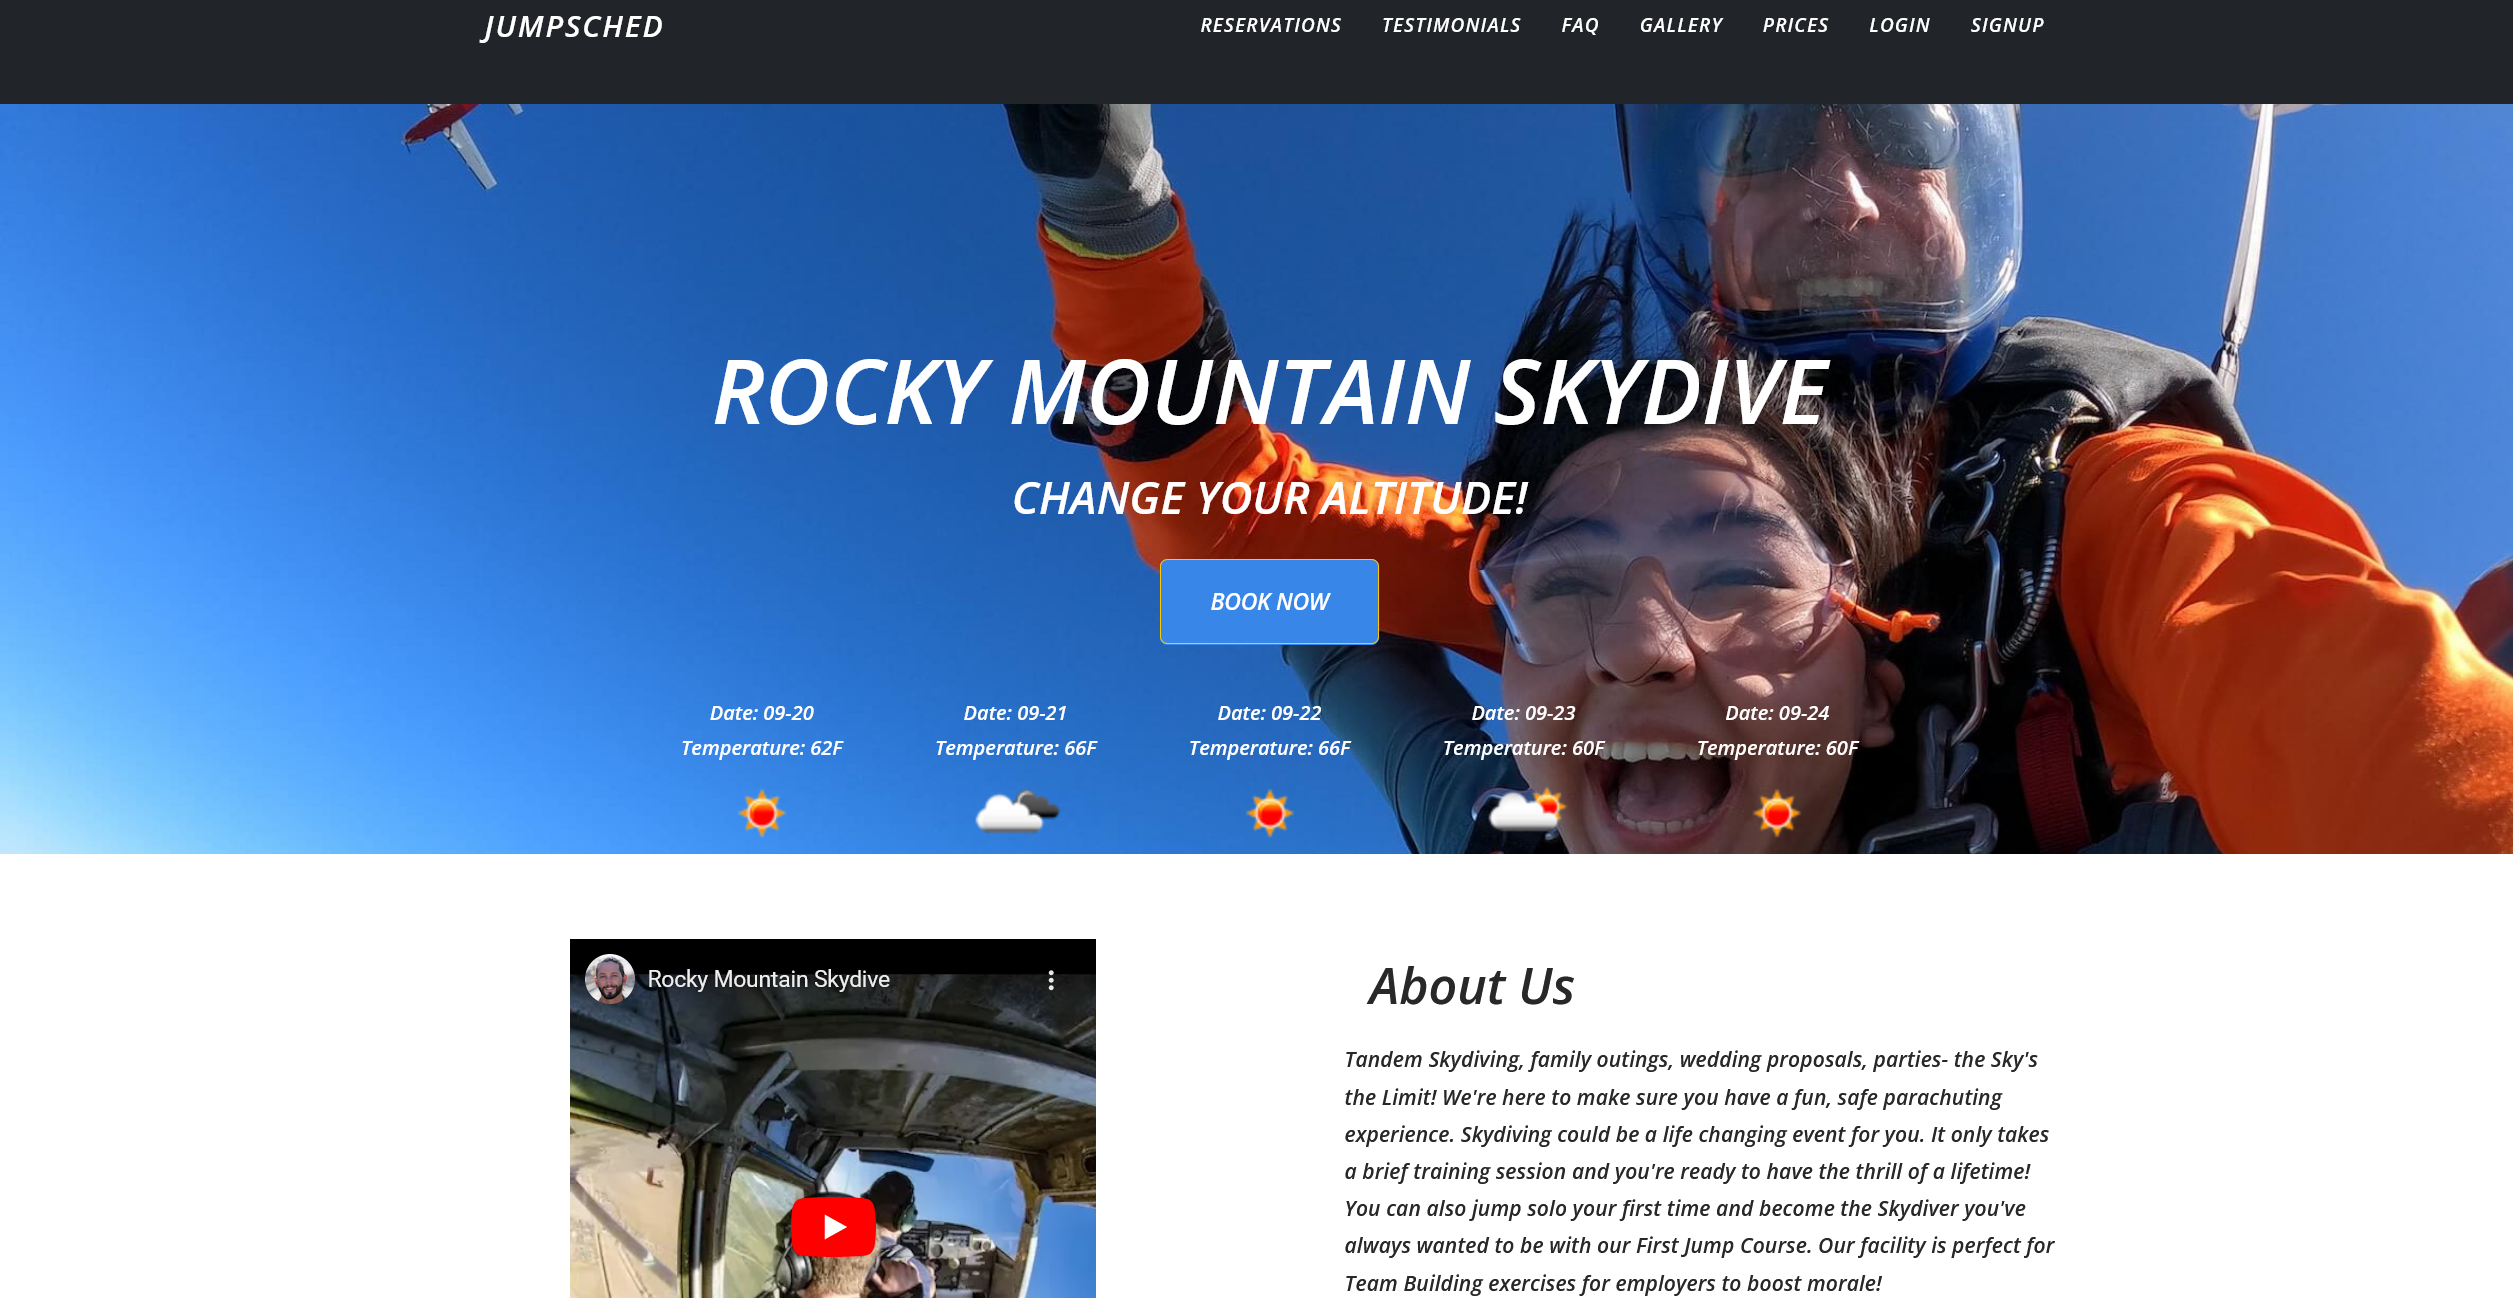 JUMPSCHED
RESERVATIONS TESTIMONIALS FAQ GALLERY PRICES LOGIN SIGNUP
ROCKY MOUNTAIN SKYDIVE
CHANGE YOUR ALTITUDE!
BOOK NOW
Date: 09-20
Temperature: 62F
Date: 09-21
Temperature: 66F
Date: 09-22
Temperature: 66F
Date: 09-23
Temperature: 60F
Date: 09-24
Temperature: 60F
Rocky Mountain Skydive
About Us
Tandem Skydiving, family outings, wedding proposals, parties- the Sky's
the Limit! We're here to make sure you have a fun, safe parachuting
experience. Skydiving could be a life changing event for you. It only takes
a brief training session and you're ready to have the thrill of a lifetime!
You can also jump solo your first time and become the Skydiver you've
always wanted to be with our First Jump Course. Our facility is perfect for
Team Building exercises for employers to boost morale!